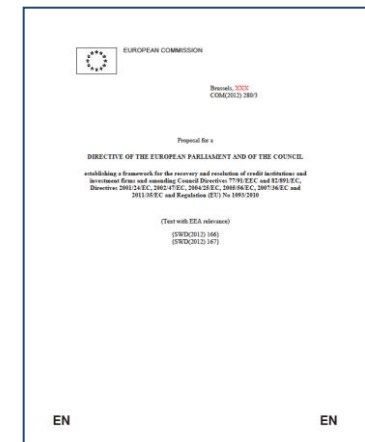 EUROPEAN COMMISSION
Brussels, XXX
COM(2012) 280/3
Proposal for a
DIRECTIVE OF THE EUROPEAN PARLIAMENT AND OF THE COUNCIL
establishing a framework for the recovery and resolution of credit institutions and
investment firms and amending Council Directives 77/91/EEC and 82/891/EC,
Directives 2001/24/EC, 2002/47/EC, 2004/25/EC, 2005/56/EC, 2007/36/EC and
2011/35/EC and Regulation (EU) No 1093/2010
(Text with EEA relevance)
{SWD(2012) 166}
{SWD(2012) 167}
EN
EN